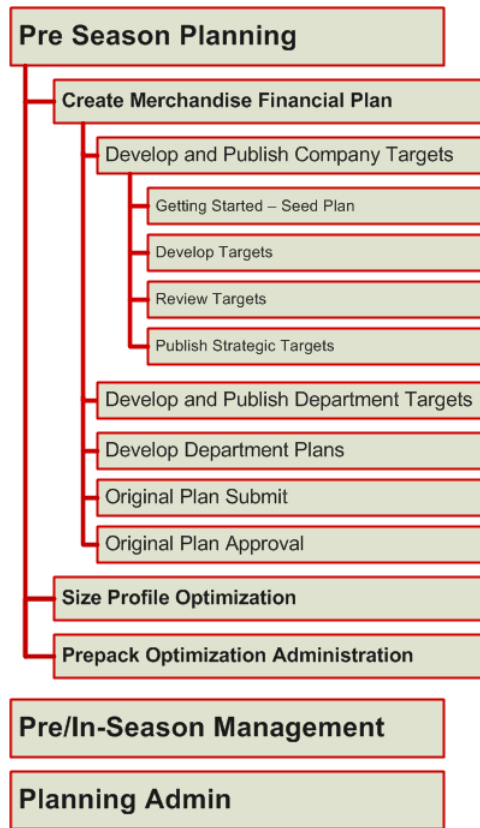 Pre Season Planning
Create Merchandise Financial Plan
Develop and Publish Company Targets
Getting Started – Seed Plan
Develop Targets
Review Targets
Publish Strategic Targets
Develop and Publish Department Targets
Develop Department Plans
Original Plan Submit
Original Plan Approval
Size Profile Optimization
Prepack Optimization Administration
Pre/In-Season Management
Planning Admin